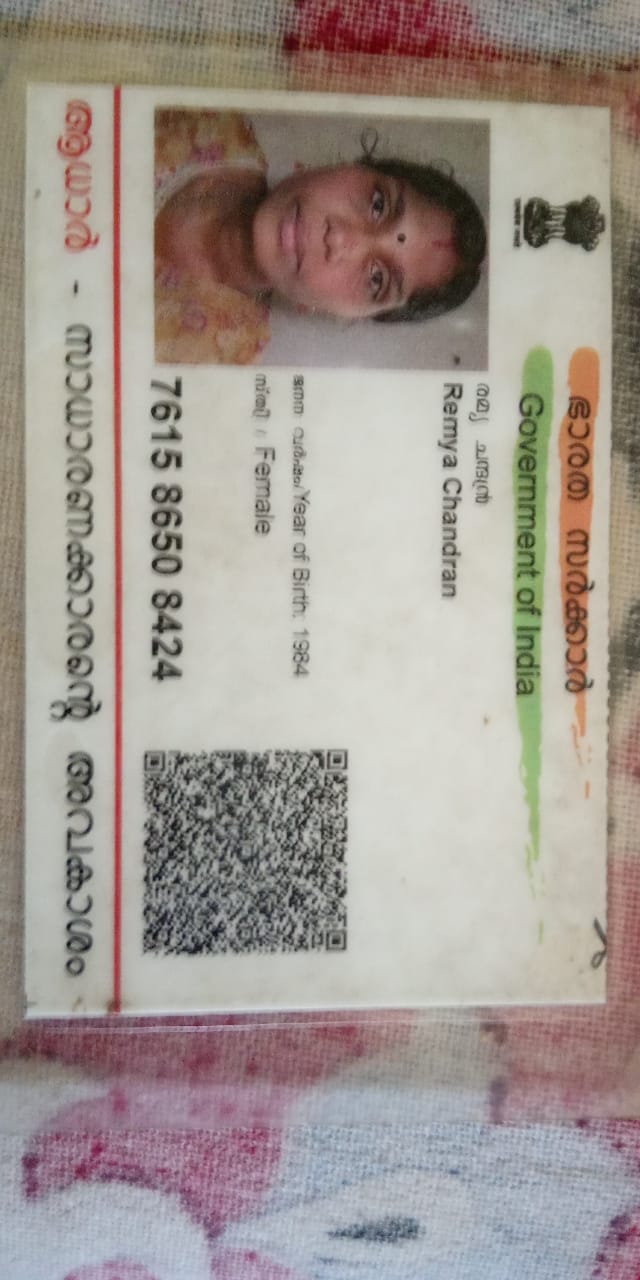 ഭാരത സർക്കാർ
Government of India
രമ്യ ചന്ദ്രൻ
Remya Chandran
ജനന വർഷം/Year of Birth: 1984
സ്ത്രീ / Female
7615 8650 8424
ആധാർ - സാധാരണക്കാരന്റെ അവകാശം